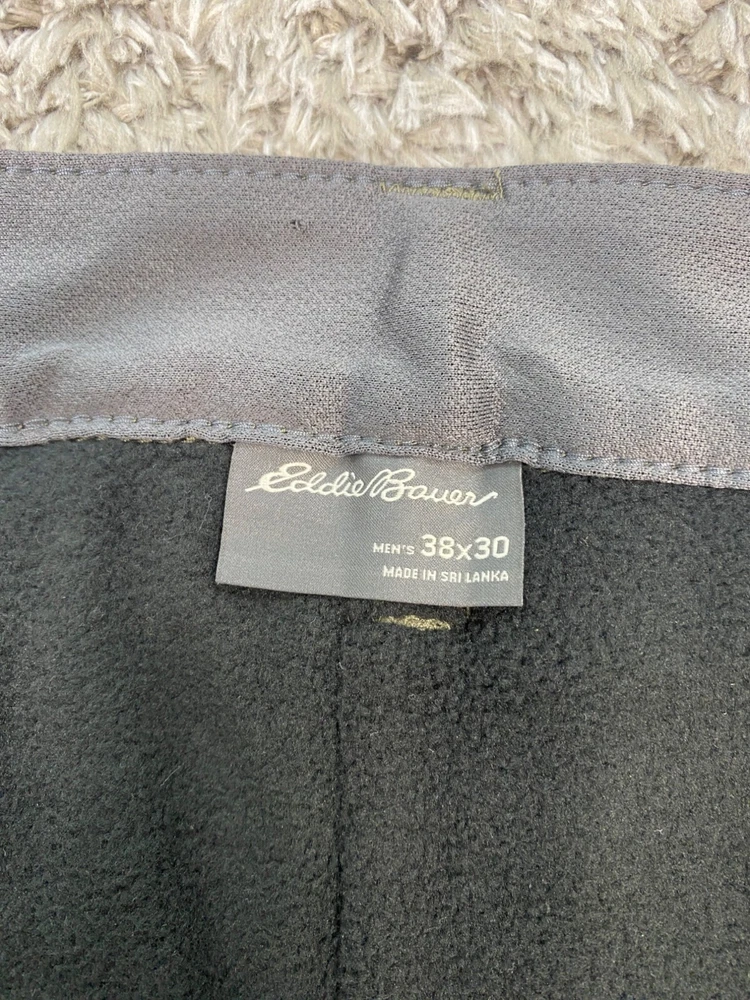 Eddie Bauer
MEN'S 38x30
MADE IN SRI LANKA